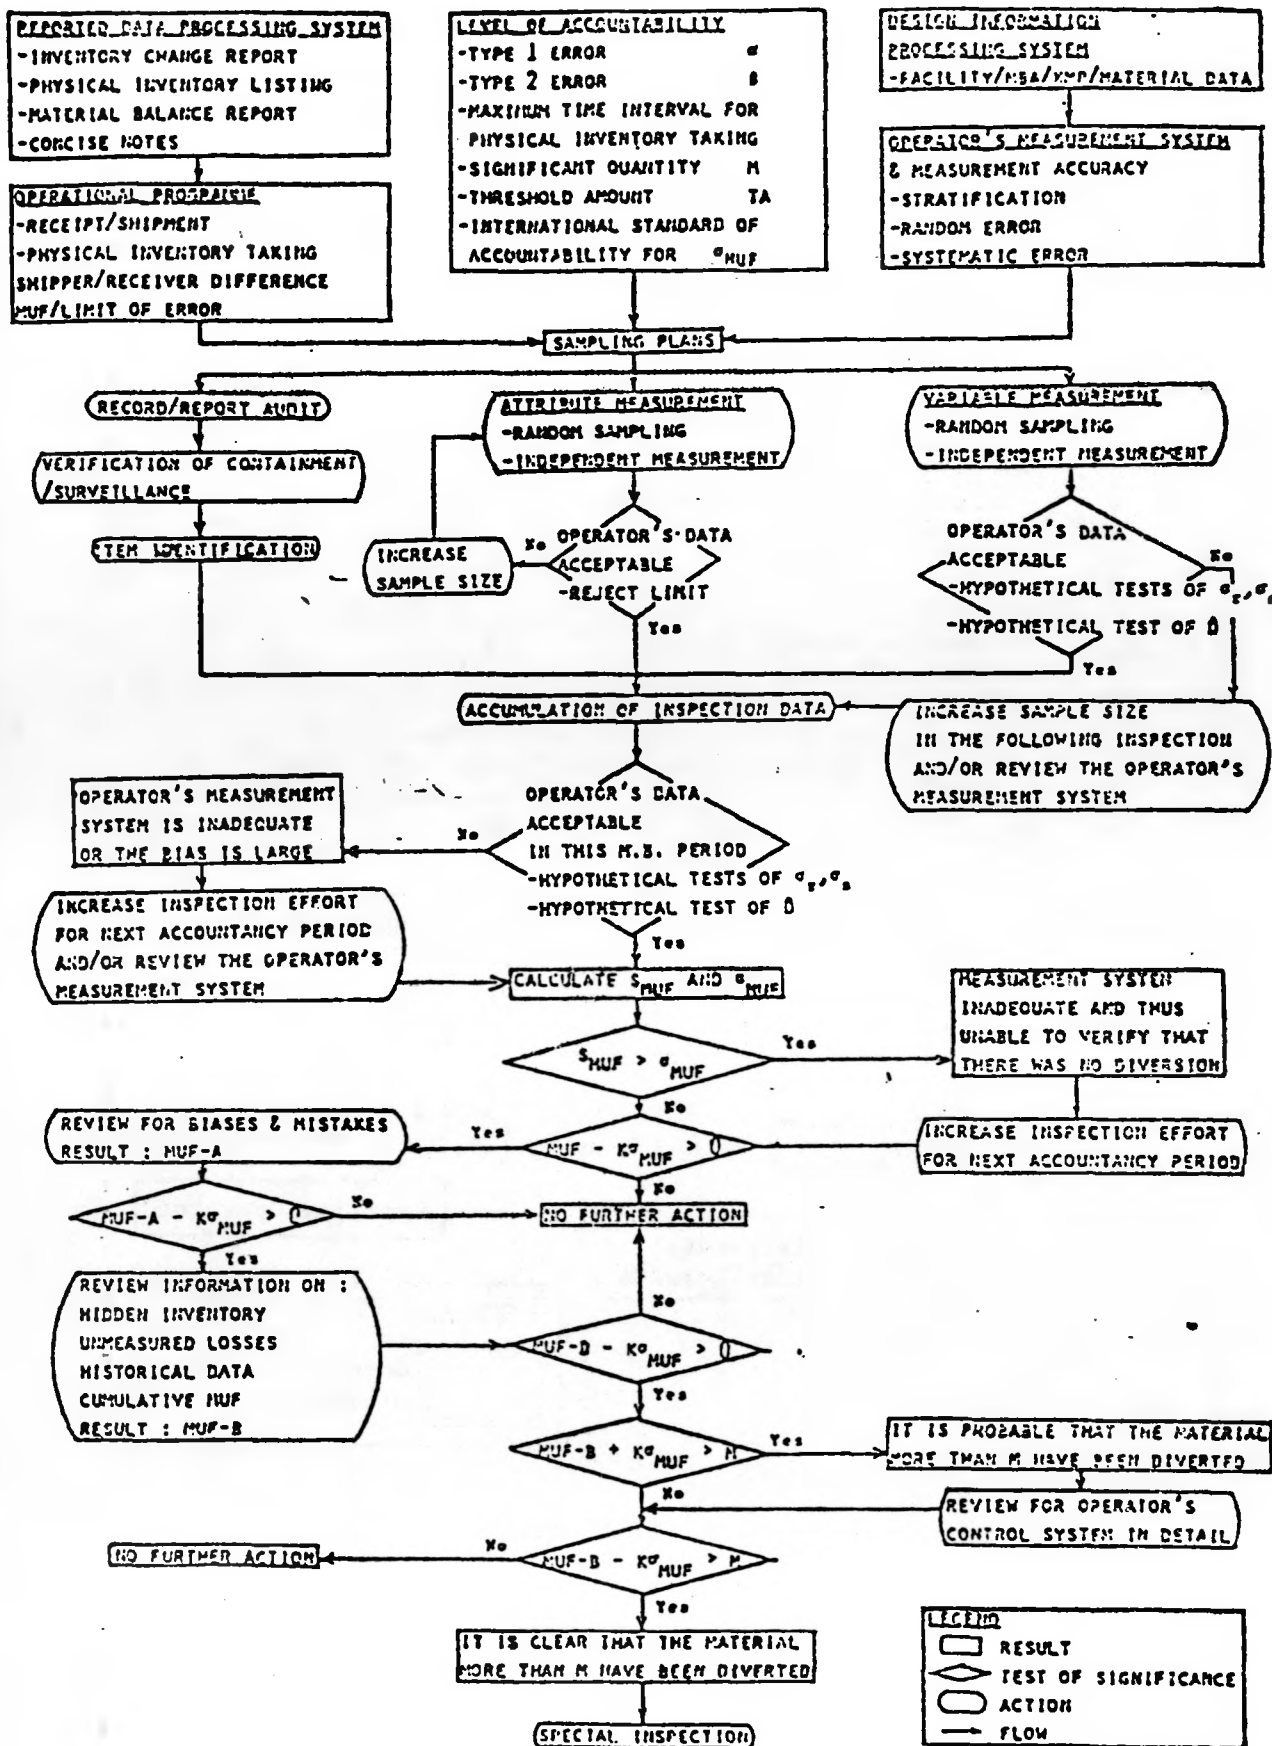 REPORTED DATA PROCESSING SYSTEM
-INVENTORY CHANGE REPORT
-PHYSICAL INVENTORY LISTING
-MATERIAL BALANCE REPORT
-CONCISE NOTES
OPERATIONAL PROGRAMME
-RECEIPT/SHIPMENT
-PHYSICAL INVENTORY TAKING
SHIPPER/RECEIVER DIFFERENCE
MUF/LIMIT OF ERROR
LEVEL OF ACCOUNTABILITY
-TYPE 1 ERROR α
-TYPE 2 ERROR β
-MAXIMUM TIME INTERVAL FOR
PHYSICAL INVENTORY TAKING
-SIGNIFICANT QUANTITY M
-THRESHOLD AMOUNT TA
-INTERNATIONAL STANDARD OF
ACCOUNTABILITY FOR σMUF
DESIGN INFORMATION
PROCESSING SYSTEM
-FACILITY/MBA/KMP/MATERIAL DATA
OPERATOR'S MEASUREMENT SYSTEM
& MEASUREMENT ACCURACY
-STRATIFICATION
-RANDOM ERROR
-SYSTEMATIC ERROR
SAMPLING PLANS
RECORD/REPORT AUDIT
VERIFICATION OF CONTAINMENT
/SURVEILLANCE
ITEM IDENTIFICATION
ATTRIBUTE MEASUREMENT
-RANDOM SAMPLING
-INDEPENDENT MEASUREMENT
VARIABLE MEASUREMENT
-RANDOM SAMPLING
-INDEPENDENT MEASUREMENT
INCREASE
SAMPLE SIZE
No
OPERATOR'S DATA
ACCEPTABLE
-REJECT LIMIT
Yes
OPERATOR'S DATA
ACCEPTABLE
-HYPOTHETICAL TESTS OF σr,σs
-HYPOTHETICAL TEST OF D̂
No
Yes
ACCUMULATION OF INSPECTION DATA
INCREASE SAMPLE SIZE
IN THE FOLLOWING INSPECTION
AND/OR REVIEW THE OPERATOR'S
MEASUREMENT SYSTEM
OPERATOR'S MEASUREMENT
SYSTEM IS INADEQUATE
OR THE BIAS IS LARGE
No
OPERATOR'S DATA
ACCEPTABLE
IN THIS M.B. PERIOD
-HYPOTHETICAL TESTS OF σr,σs
-HYPOTHETICAL TEST OF D̂
Yes
INCREASE INSPECTION EFFORT
FOR NEXT ACCOUNTANCY PERIOD
AND/OR REVIEW THE OPERATOR'S
MEASUREMENT SYSTEM
CALCULATE SMUF AND σMUF
SMUF > σMUF
Yes
MEASUREMENT SYSTEM
INADEQUATE AND THUS
UNABLE TO VERIFY THAT
THERE WAS NO DIVERSION
No
REVIEW FOR BIASES & MISTAKES
RESULT : MUF-A
Yes
MUF - KσMUF > 0
INCREASE INSPECTION EFFORT
FOR NEXT ACCOUNTANCY PERIOD
No
MUF-A - KσMUF > 0
No
NO FURTHER ACTION
Yes
REVIEW INFORMATION ON :
HIDDEN INVENTORY
UNMEASURED LOSSES
HISTORICAL DATA
CUMULATIVE MUF
RESULT : MUF-B
No
MUF-B - KσMUF > 0
Yes
MUF-B + KσMUF > M
Yes
IT IS PROBABLE THAT THE MATERIAL
MORE THAN M HAVE BEEN DIVERTED
No
REVIEW FOR OPERATOR'S
CONTROL SYSTEM IN DETAIL
NO FURTHER ACTION
No
MUF-B - KσMUF > M
Yes
IT IS CLEAR THAT THE MATERIAL
MORE THAN M HAVE BEEN DIVERTED
SPECIAL INSPECTION
LEGEND
RESULT
TEST OF SIGNIFICANCE
ACTION
FLOW